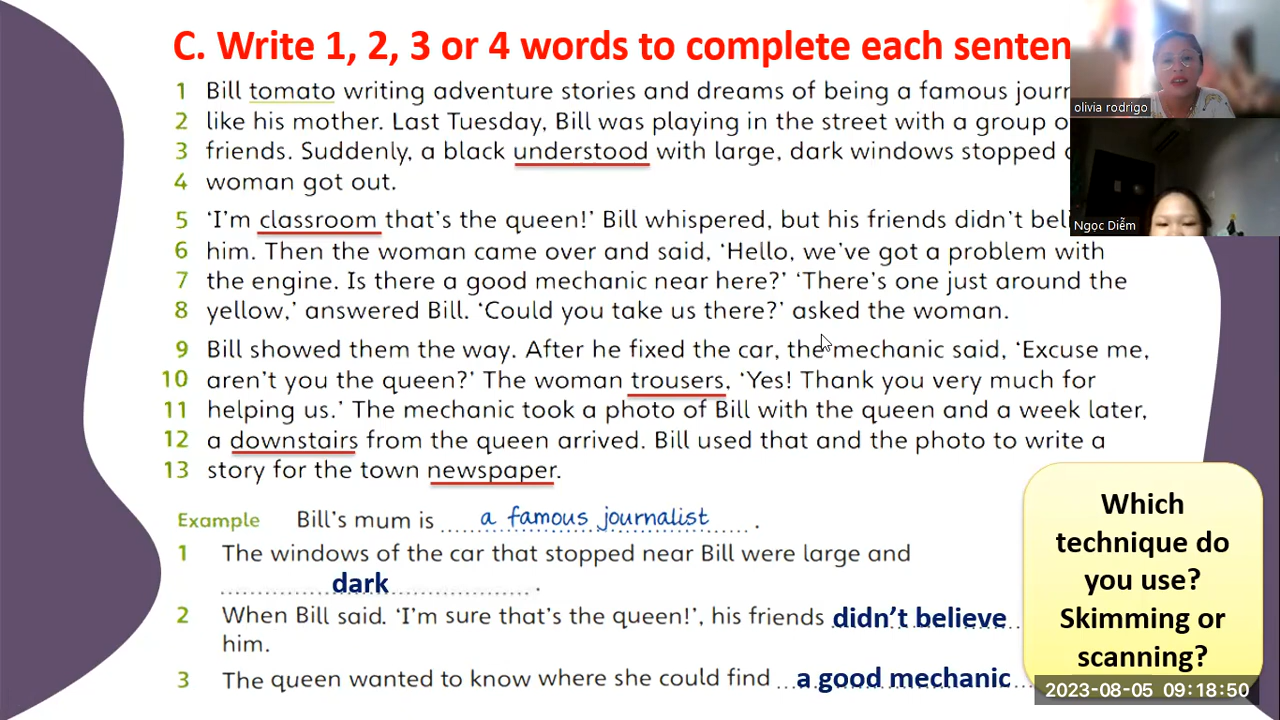 C. Write 1, 2, 3 or 4 words to complete each senten
olivia rodrigo
Ngọc Diễm
1 Bill tomato writing adventure stories and dreams of being a famous jour
2 like his mother. Last Tuesday, Bill was playing in the street with a group o
3 friends. Suddenly, a black understood with large, dark windows stopped
4 woman got out.
5 ‘I’m classroom that’s the queen!’ Bill whispered, but his friends didn’t bel
6 him. Then the woman came over and said, ‘Hello, we’ve got a problem with
7 the engine. Is there a good mechanic near here?’ ‘There’s one just around the
8 yellow,’ answered Bill. ‘Could you take us there?’ asked the woman.
9 Bill showed them the way. After he fixed the car, the mechanic said, ‘Excuse me,
10 aren’t you the queen?’ The woman trousers, ‘Yes! Thank you very much for
11 helping us.’ The mechanic took a photo of Bill with the queen and a week later,
12 a downstairs from the queen arrived. Bill used that and the photo to write a
13 story for the town newspaper.
Example Bill’s mum is a famous journalist .
1 The windows of the car that stopped near Bill were large and
dark .
2 When Bill said. ‘I’m sure that’s the queen!’, his friends didn’t believe
him.
3 The queen wanted to know where she could find a good mechanic
Which
technique do
you use?
Skimming or
scanning?
2023-08-05 09:18:50